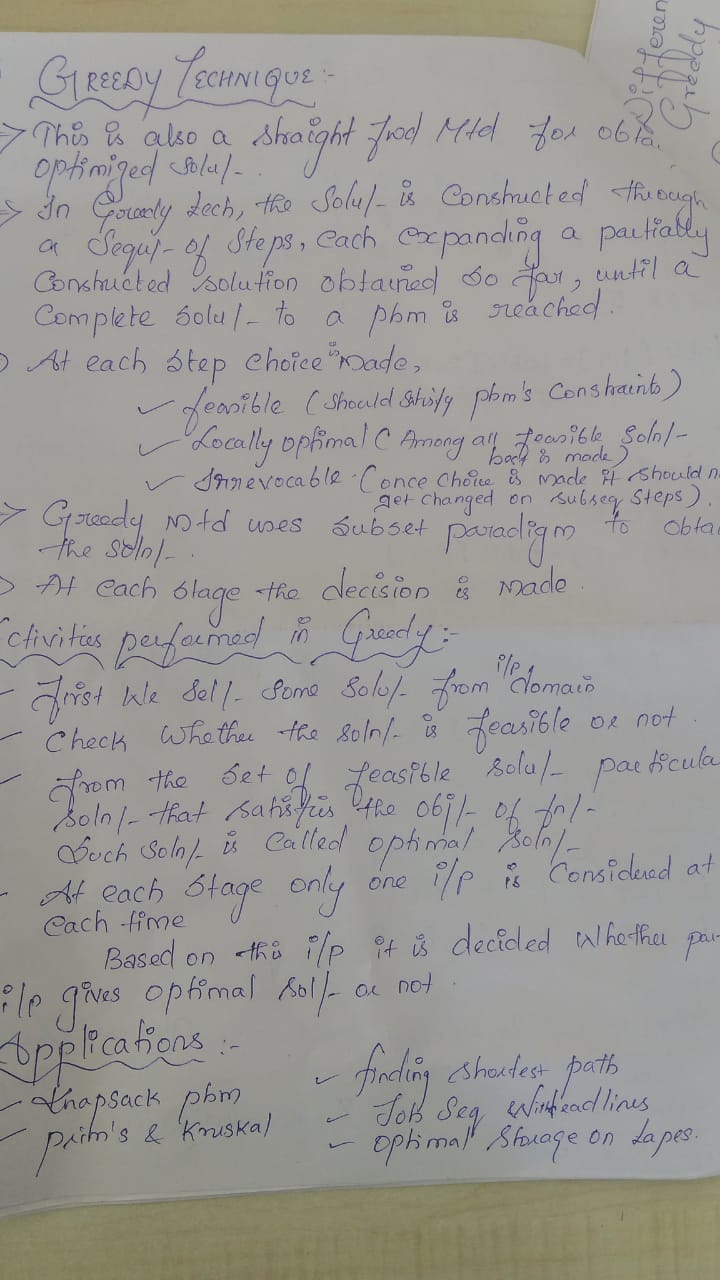 Differen
Greddy
GREEDY TECHNIQUE :-
→ This is also a straight fwd Mtd for obta
optimized solu/-.
→ In Greedy tech, the Solu/- is Constructed through
a Sequ/- of Steps, each expanding a partially
Constructed solution obtained so far, until a
Complete solu/- to a pbm is reached.
At each step choice is made,
✓ feasible (should satisfy pbm's Constraints)
✓ Locally optimal (Among all feasible soln/-
best is made)
✓ Irrevocable (once choice is made it should n
get changed on subseq steps).
→ Greedy Mtd uses subset paradigm to obtai
the soln/-.
> At each stage the decision is made.
ctivities performed in Greedy :-
- First we sel/- some solu/- from i/p domain
- Check whether the soln/- is feasible or not.
- From the set of feasible solu/- particula
soln/- that satisfies the obj/- of fn/-
Such soln/- is called optimal soln/-
- At each stage only one i/p is Considered at
each time
Based on this i/p it is decided whether par
i/p gives optimal sol/- or not.
Applications :-
- Knapsack pbm
- prim's & Kruskal
✓ finding shortest path
- Job Seq With deadlines
- optimal storage on tapes.